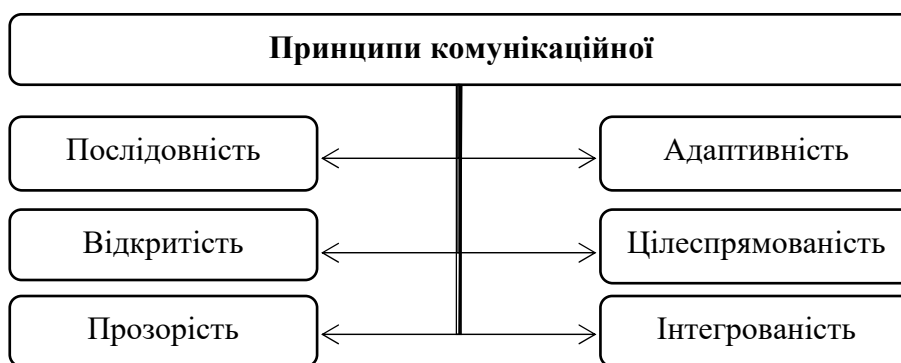 Принципи комунікаційної
Послідовність
Адаптивність
Відкритість
Цілеспрямованість
Прозорість
Інтегрованість